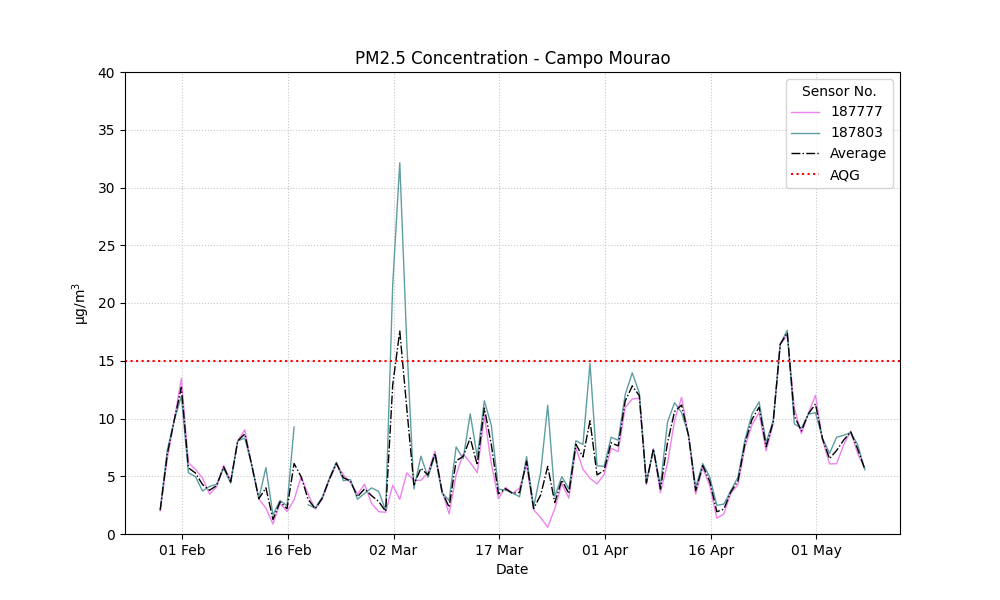 PM2.5 Concentration - Campo Mourao
40
35
30
25
20
15
10
5
0
µg/m³
Sensor No.
187777
187803
Average
AQG
01 Feb
16 Feb
02 Mar
17 Mar
01 Apr
16 Apr
01 May
Date